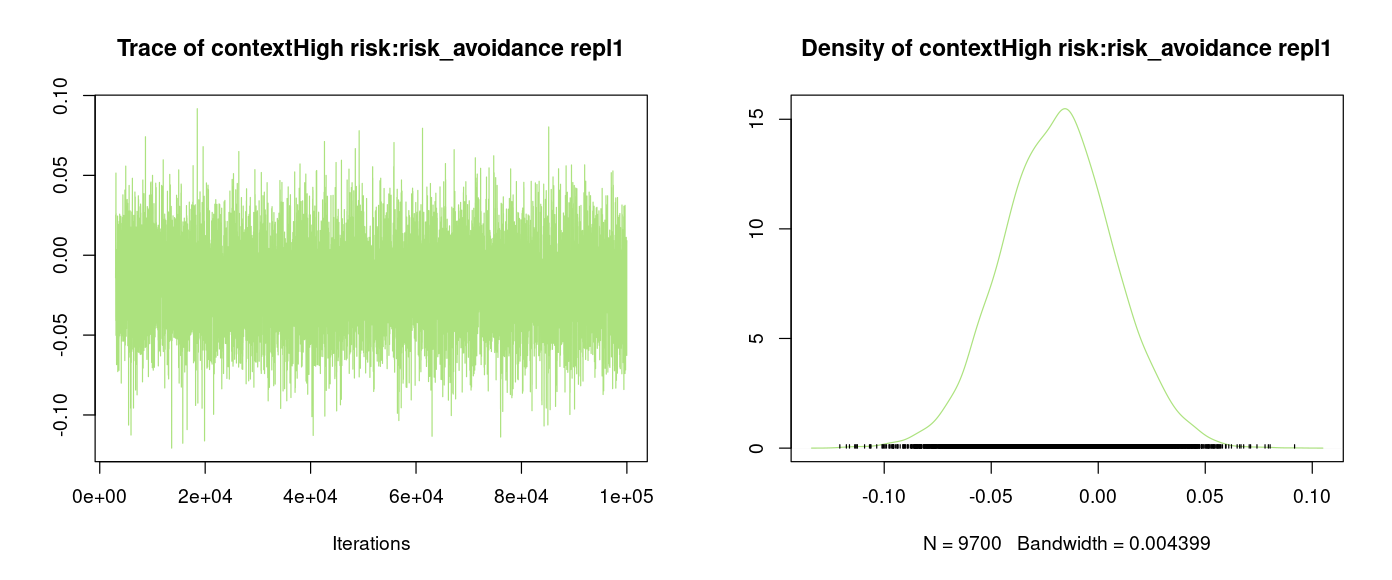 Trace of contextHigh risk:risk_avoidance repl1
0.10
0.05
0.00
-0.05
-0.10
0e+00 2e+04 4e+04 6e+04 8e+04 1e+05
Iterations
Density of contextHigh risk:risk_avoidance repl1
15
10
5
0
-0.10 -0.05 0.00 0.05 0.10
N = 9700 Bandwidth = 0.004399